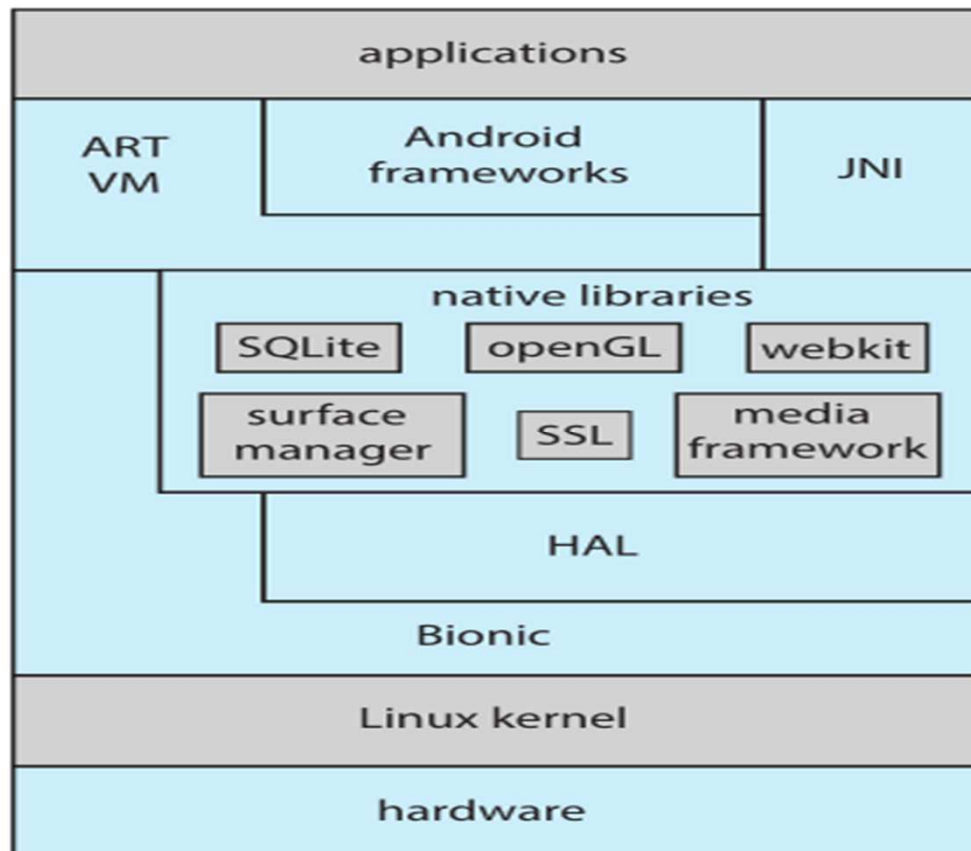 applications
ART
VM
Android
frameworks
JNI
native libraries
SQLite
openGL
webkit
surface
manager
SSL
media
framework
HAL
Bionic
Linux kernel
hardware